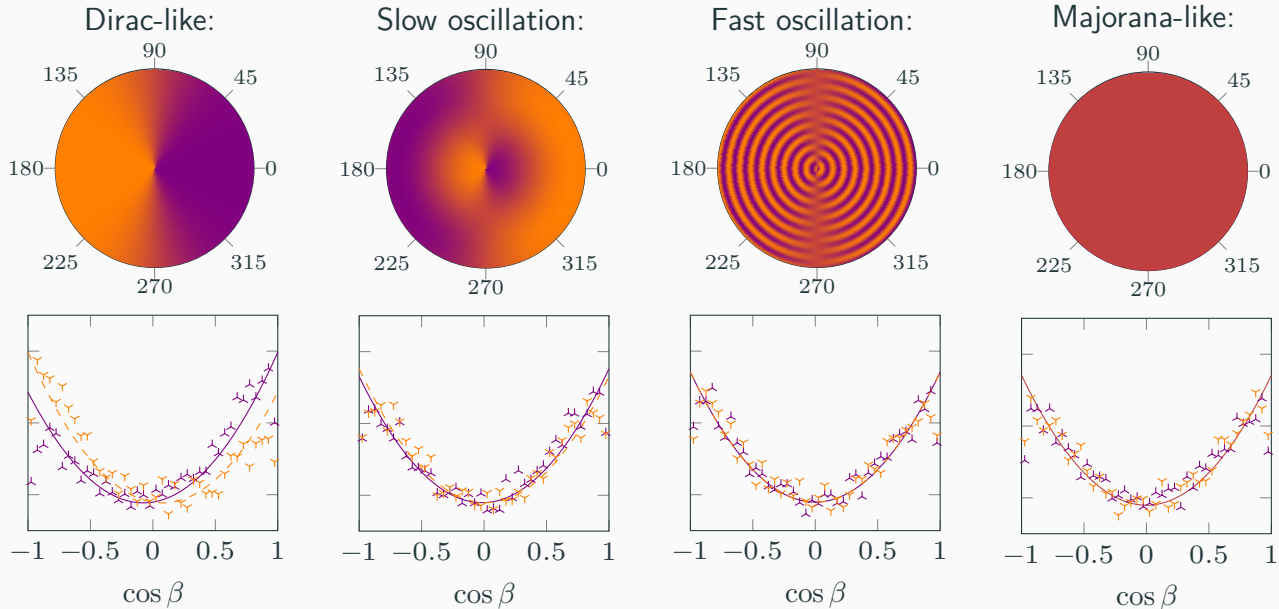 Dirac-like: Slow oscillation: Fast oscillation: Majorana-like:
90 90 90 90
135 45 135 45 135 45 135 45
180 0 180 0 180 0 180 0
225 315 225 315 225 315 225 315
270 270 270 270
−1 −0.5 0 0.5 1 −1 −0.5 0 0.5 1 −1 −0.5 0 0.5 1 −1 −0.5 0 0.5 1
cos β cos β cos β cos β